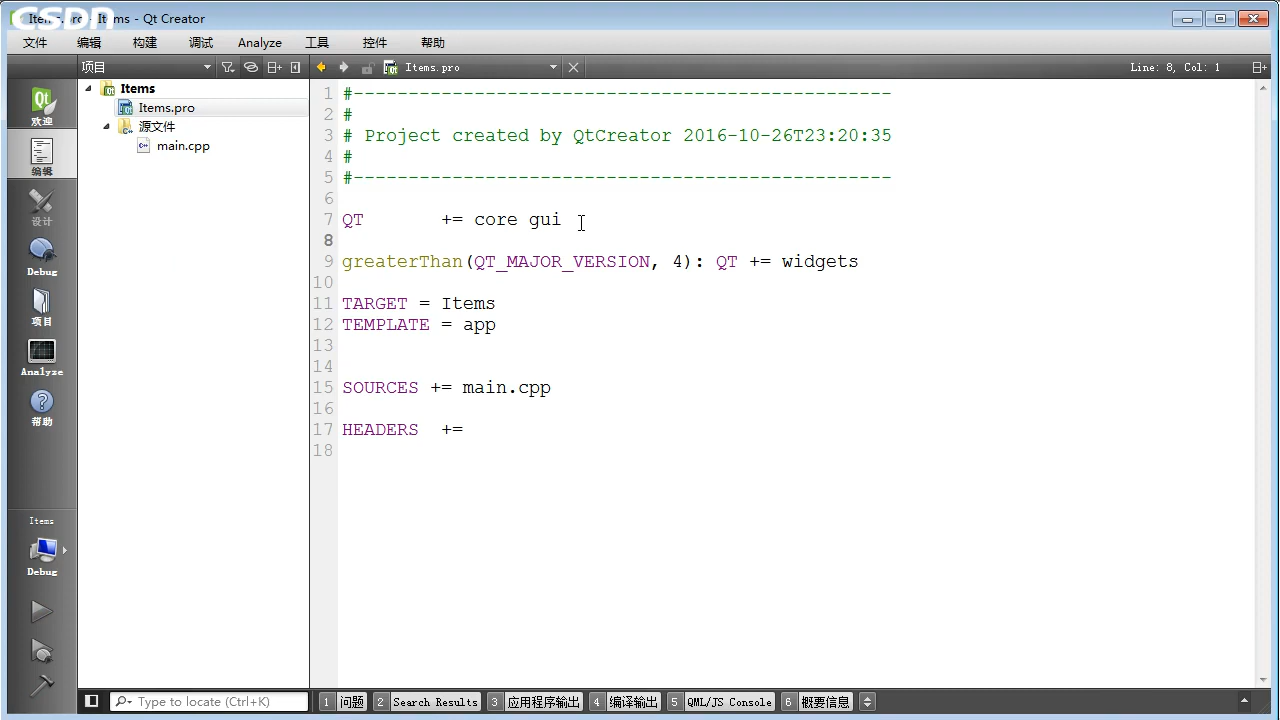 CSDN
Items.pro - Items - Qt Creator
文件 编辑 构建 调试 Analyze 工具 控件 帮助
项目 Items.pro Line: 8, Col: 1
欢迎
编辑
设计
Debug
项目
Analyze
帮助
Items
Debug
Items
Items.pro
源文件
main.cpp
1 #-------------------------------------------------
2 #
3 # Project created by QtCreator 2016-10-26T23:20:35
4 #
5 #-------------------------------------------------
6
7 QT       += core gui
8
9 greaterThan(QT_MAJOR_VERSION, 4): QT += widgets
10
11 TARGET = Items
12 TEMPLATE = app
13
14
15 SOURCES += main.cpp
16
17 HEADERS  +=
18
Type to locate (Ctrl+K) 1 问题 2 Search Results 3 应用程序输出 4 编译输出 5 QML/JS Console 6 概要信息